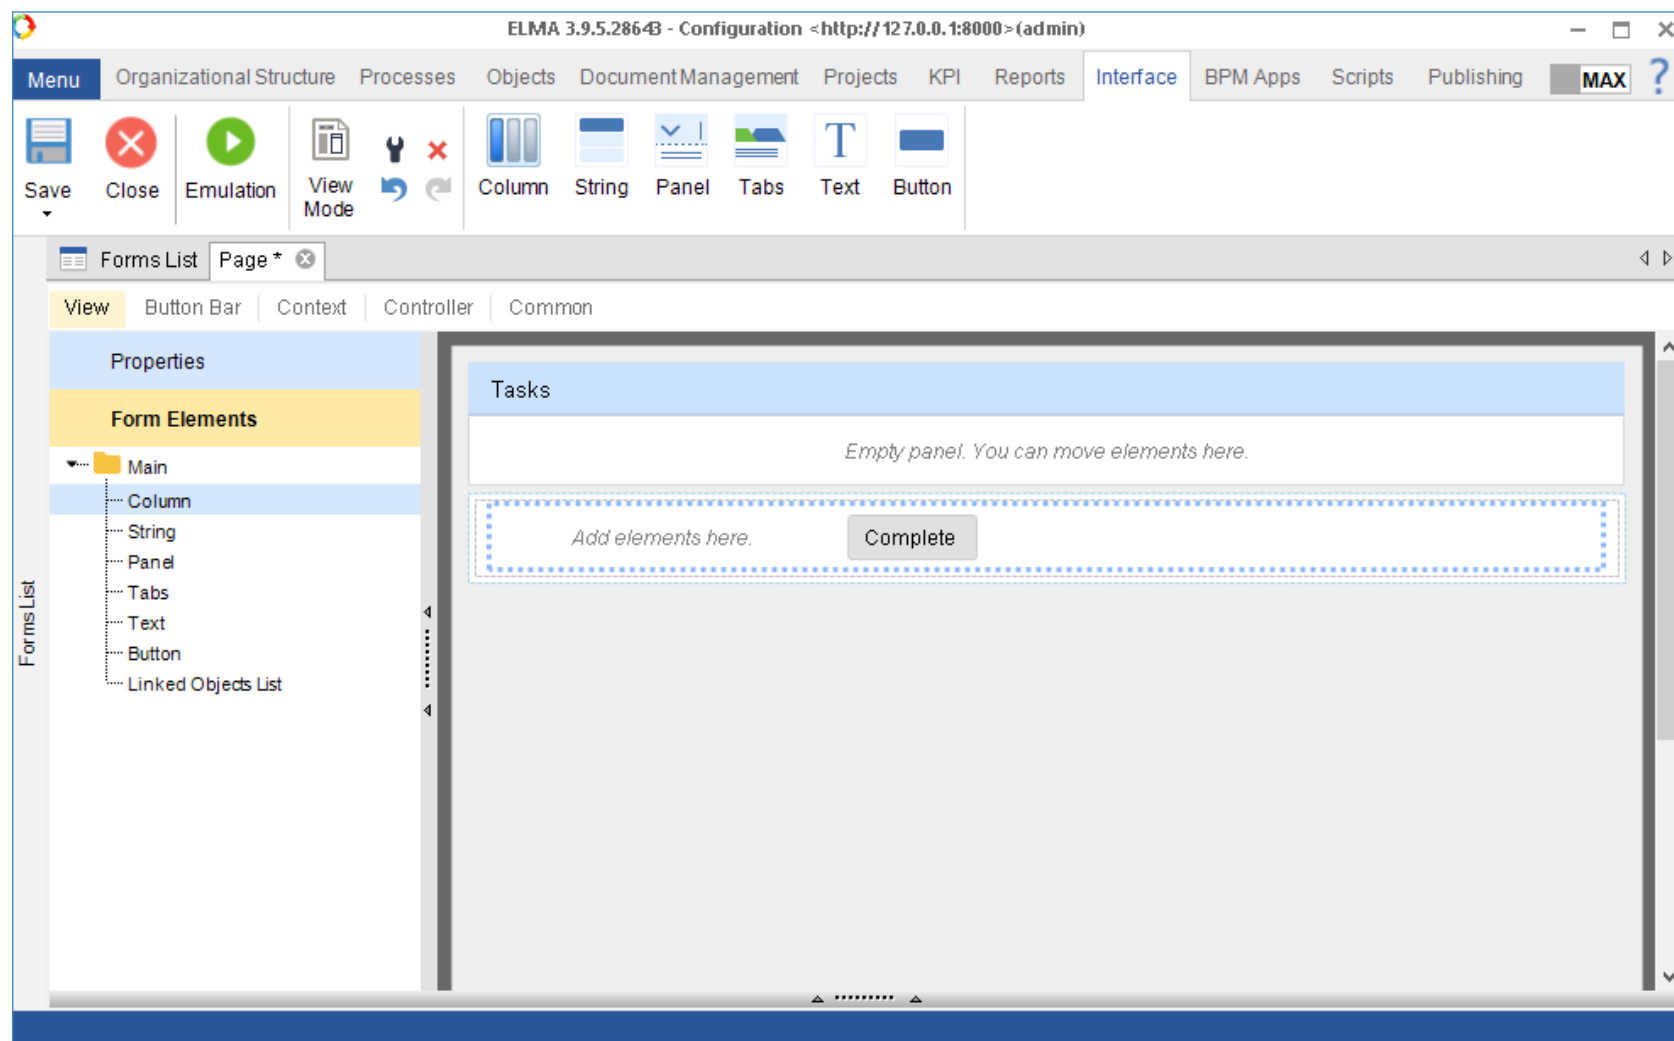 ELMA 3.9.5.28643 - Configuration <http://127.0.0.1:8000>(admin)
Menu Organizational Structure Processes Objects Document Management Projects KPI Reports Interface BPM Apps Scripts Publishing MAX ?
Save Close Emulation View Mode Column String Panel Tabs Text Button
Forms List Page *
View Button Bar Context Controller Common
Properties
Form Elements
Main
Column
String
Panel
Tabs
Text
Button
Linked Objects List
Forms List
Tasks
Empty panel. You can move elements here.
Add elements here. Complete